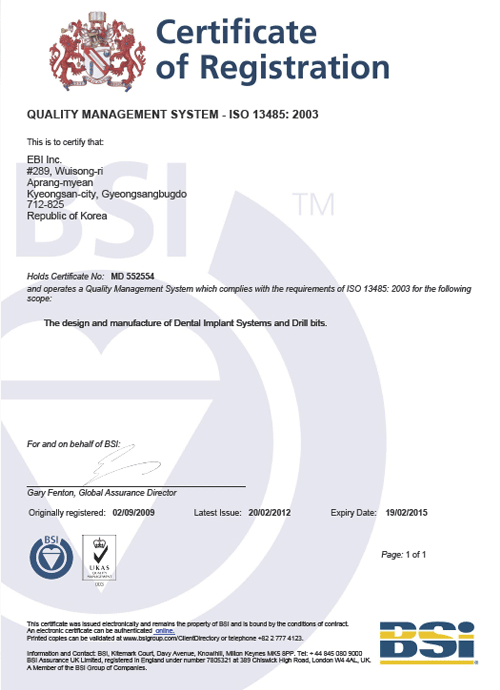 Certificate
of Registration
QUALITY MANAGEMENT SYSTEM - ISO 13485: 2003
This is to certify that:
EBI Inc.
#289, Wuisong-ri
Aprang-myean
Kyeongsan-city, Gyeongsangbugdo
712-825
Republic of Korea
BSI
TM
Holds Certificate No: MD 552554
and operates a Quality Management System which complies with the requirements of ISO 13485: 2003 for the following
scope:
The design and manufacture of Dental Implant Systems and Drill bits.
For and on behalf of BSI:
Gary Fenton, Global Assurance Director
Originally registered: 02/09/2009 Latest Issue: 20/02/2012 Expiry Date: 19/02/2015
Page: 1 of 1
BSI
UKAS
QUALITY
MANAGEMENT
003
This certificate was issued electronically and remains the property of BSI and is bound by the conditions of contract.
An electronic certificate can be authenticated online.
Printed copies can be validated at www.bsigroup.com/ClientDirectory or telephone +82 2 777 4123.
Information and Contact: BSI, Kitemark Court, Davy Avenue, Knowlhill, Milton Keynes MK5 8PP. Tel: + 44 845 080 9000
BSI Assurance UK Limited, registered in England under number 7805321 at 389 Chiswick High Road, London W4 4AL, UK.
A Member of the BSI Group of Companies.
BSi